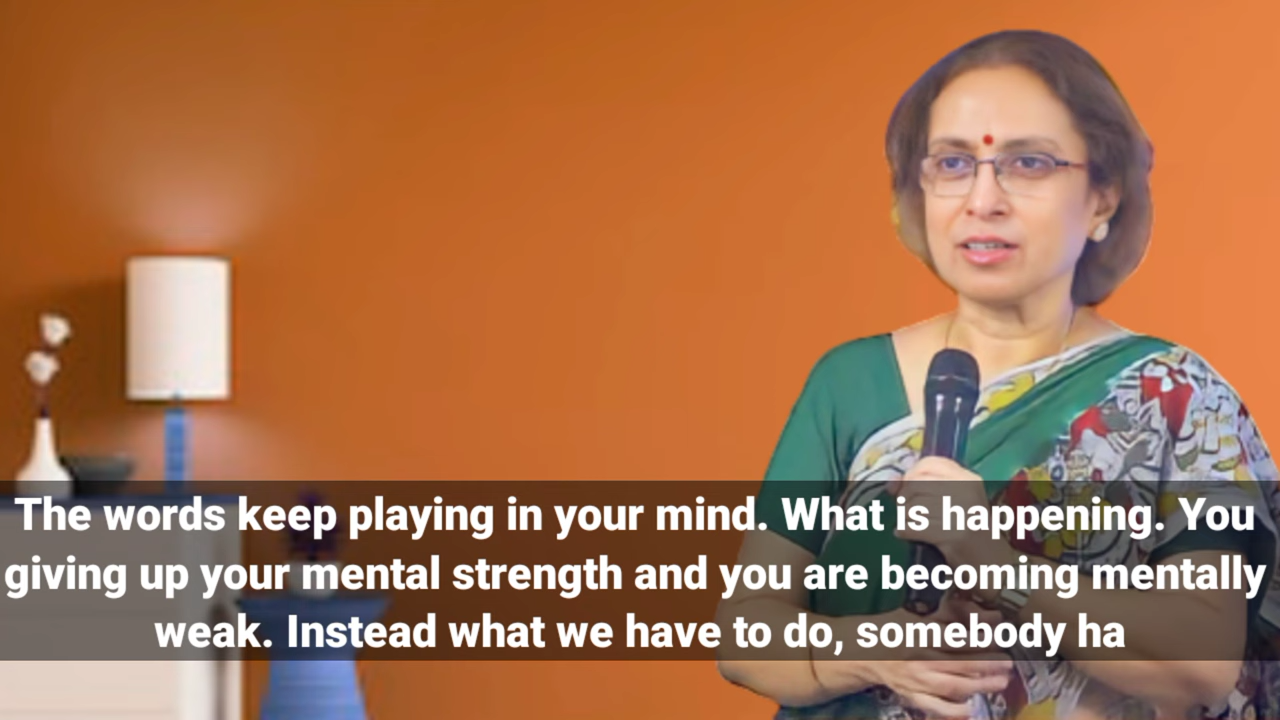 The words keep playing in your mind. What is happening. You
giving up your mental strength and you are becoming mentally
weak. Instead what we have to do, somebody ha